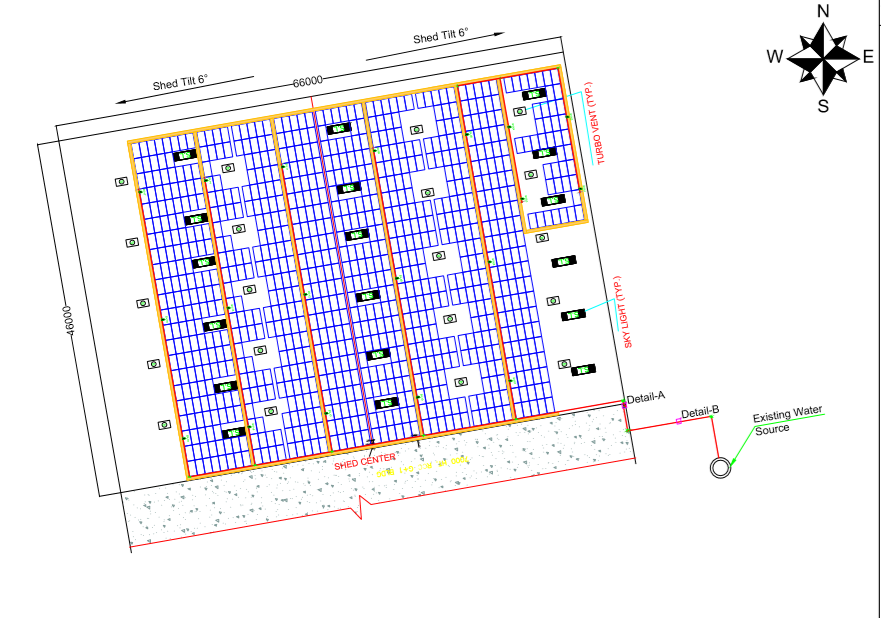 N
Shed Tilt 6°
W
E
Shed Tilt 6°
66000
S
TURBO VENT (TYP.)
SKY LIGHT (TYP.)
46000
Detail-A
Detail-B
Existing Water
Source
SHED CENTER